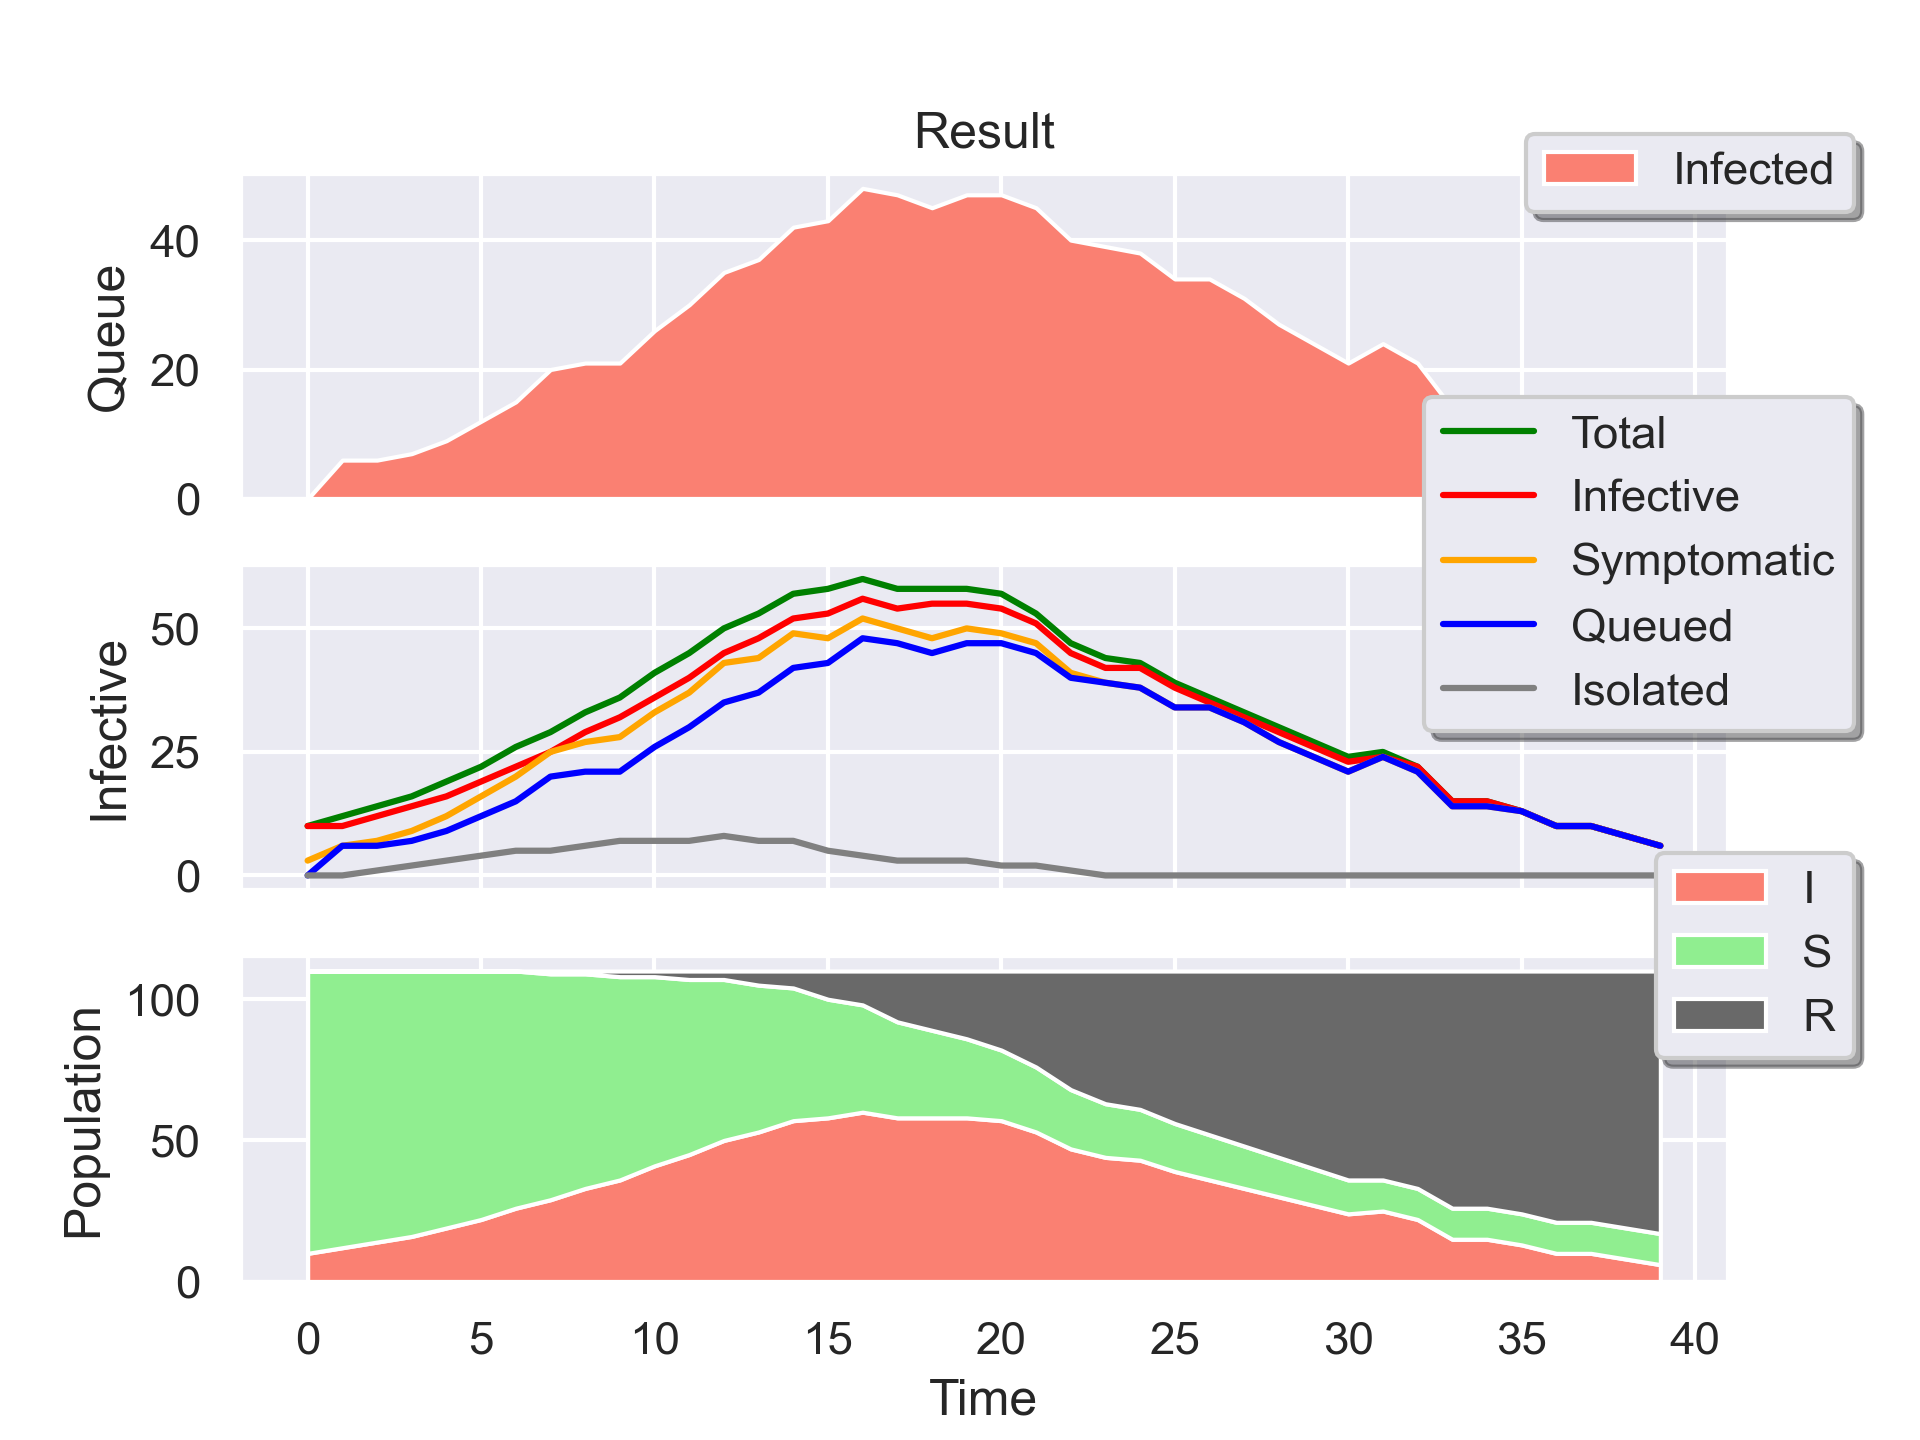 Result
Infected
Queue
40
20
0
Total
Infective
Symptomatic
Queued
Isolated
Infective
50
25
0
I
S
R
Population
100
50
0
0 5 10 15 20 25 30 35 40
Time